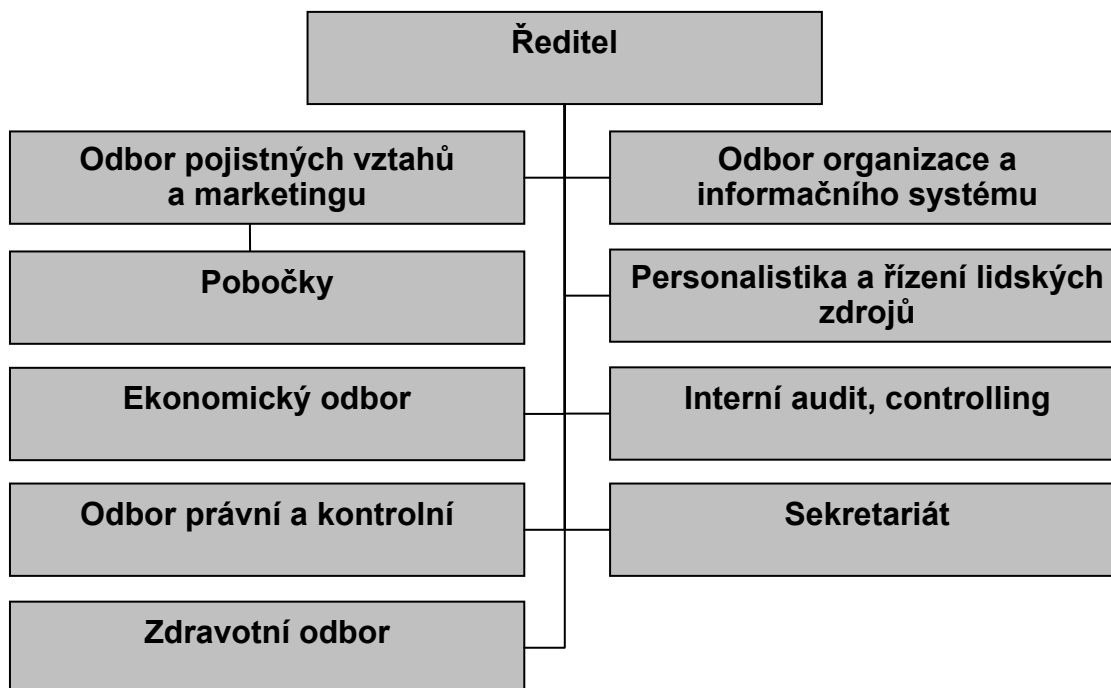 Ředitel
Odbor pojistných vztahů
a marketingu
Odbor organizace a
informačního systému
Pobočky
Personalistika a řízení lidských
zdrojů
Ekonomický odbor
Interní audit, controlling
Odbor právní a kontrolní
Sekretariát
Zdravotní odbor